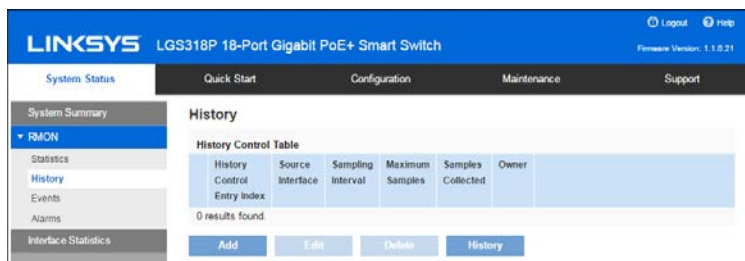 Logout Help
LINKSYS LGS318P 18-Port Gigabit PoE+ Smart Switch
Firmware Version: 1.1.0.21
System Status Quick Start Configuration Maintenance Support
System Summary
RMON
Statistics
History
Events
Alarms
Interface Statistics
History
History Control Table
History Control Entry Index Source Interface Sampling Interval Maximum Samples Samples Collected Owner
0 results found.
Add Edit Delete History